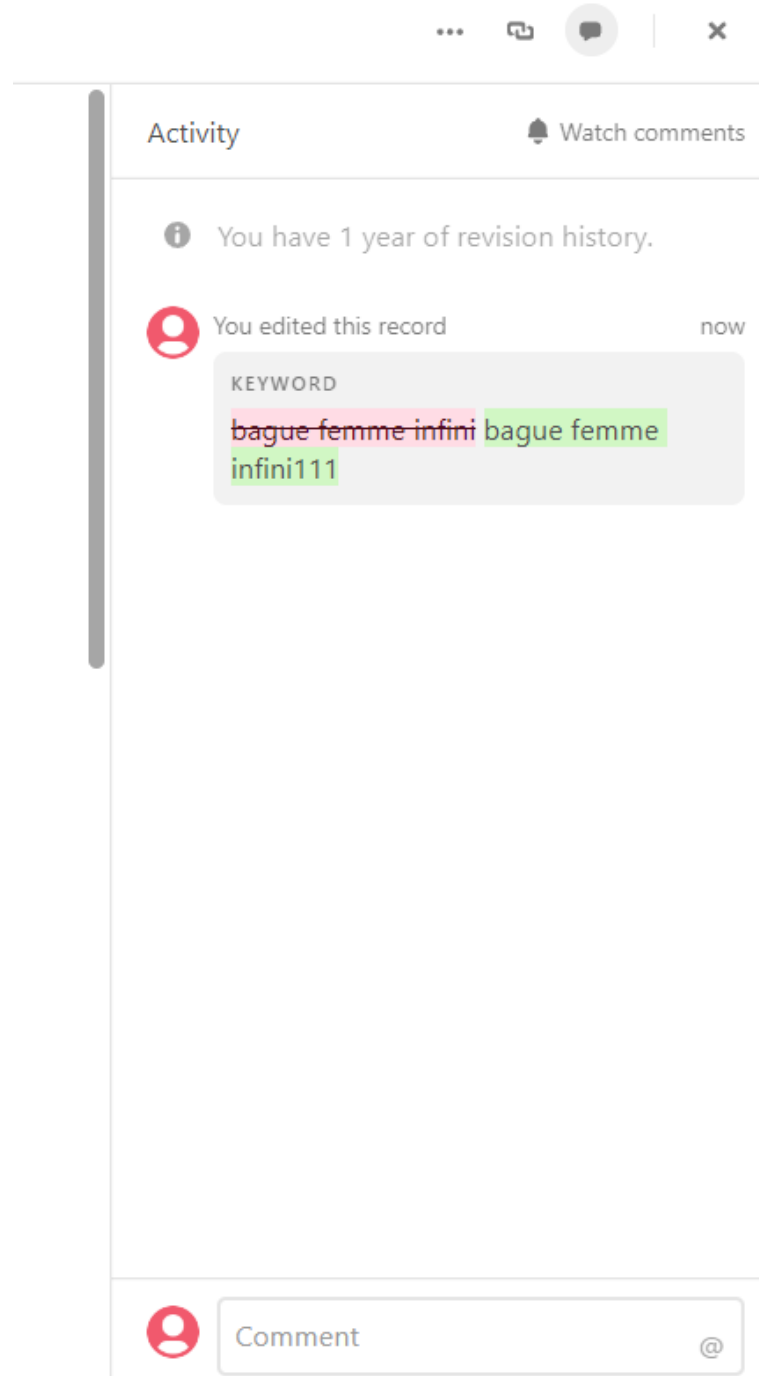 Activity
Watch comments
You have 1 year of revision history.
You edited this record
now
KEYWORD
bague femme infini bague femme
infini111
Comment
@